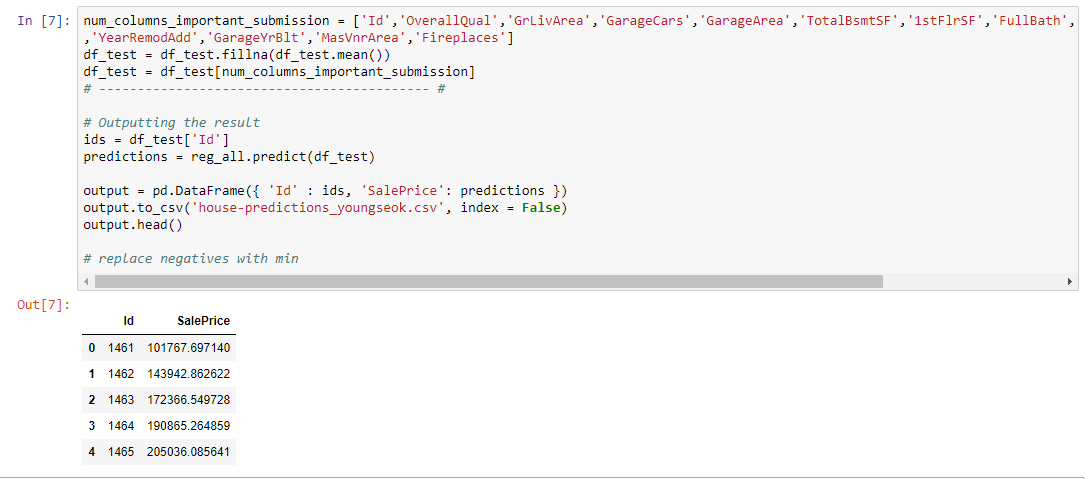 In [7]: num_columns_important_submission = ['Id','OverallQual','GrLivArea','GarageCars','GarageArea','TotalBsmtSF','1stFlrSF','FullBath',
,'YearRemodAdd','GarageYrBlt','MasVnrArea','Fireplaces']
df_test = df_test.fillna(df_test.mean())
df_test = df_test[num_columns_important_submission]
# ------------------------------------------- #
# Outputting the result
ids = df_test['Id']
predictions = reg_all.predict(df_test)
output = pd.DataFrame({ 'Id' : ids, 'SalePrice': predictions })
output.to_csv('house-predictions_youngseok.csv', index = False)
output.head()
# replace negatives with min
Out[7]:
Id SalePrice
0 1461 101767.697140
1 1462 143942.862622
2 1463 172366.549728
3 1464 190865.264859
4 1465 205036.085641